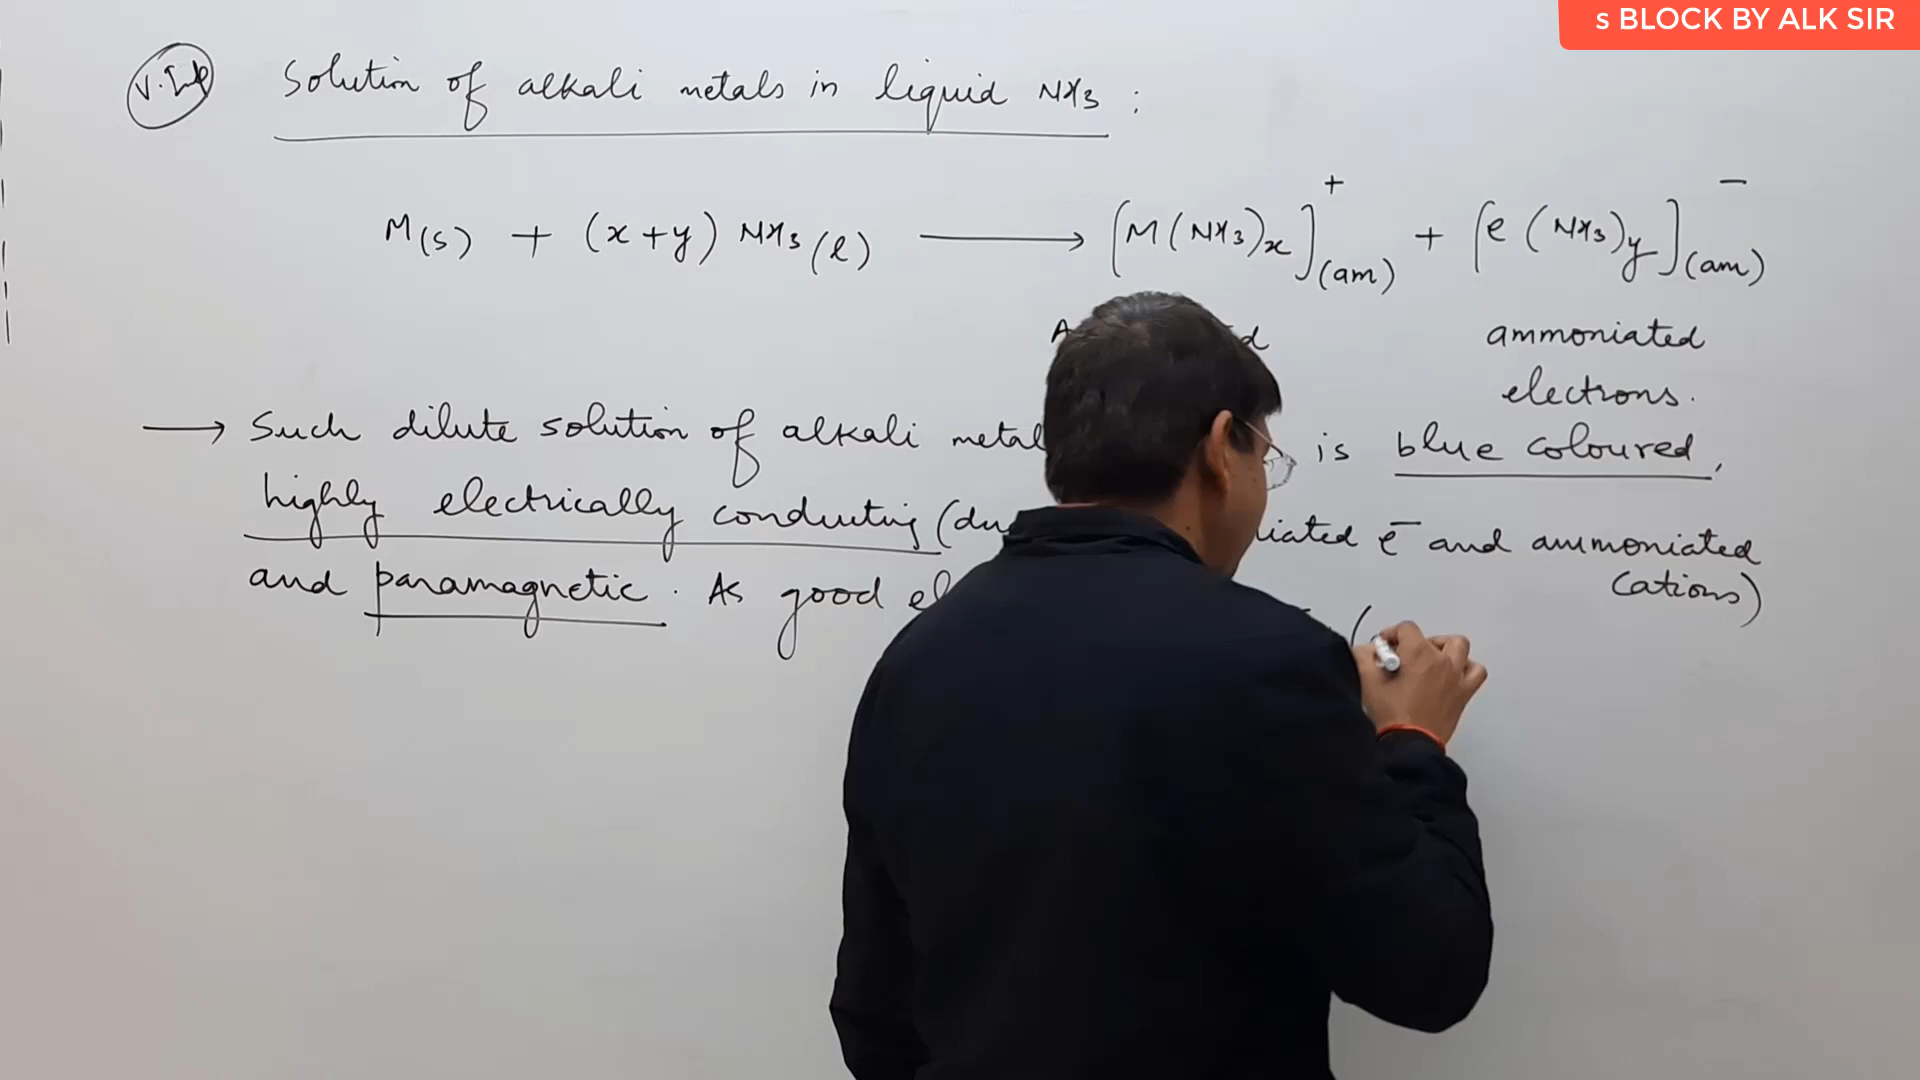 s BLOCK BY ALK SIR
V. Imp
Solution of alkali metals in liquid NH3 :
M(s) + (x+y) NH3(l) ⟶ [M(NH3)x]+(am) + [e(NH3)y]−(am)
ammoniated
electrons.
→ Such dilute solution of alkali metal is blue coloured,
highly electrically conducting (du iated e− and ammoniated
cations)
and paramagnetic. As good el (